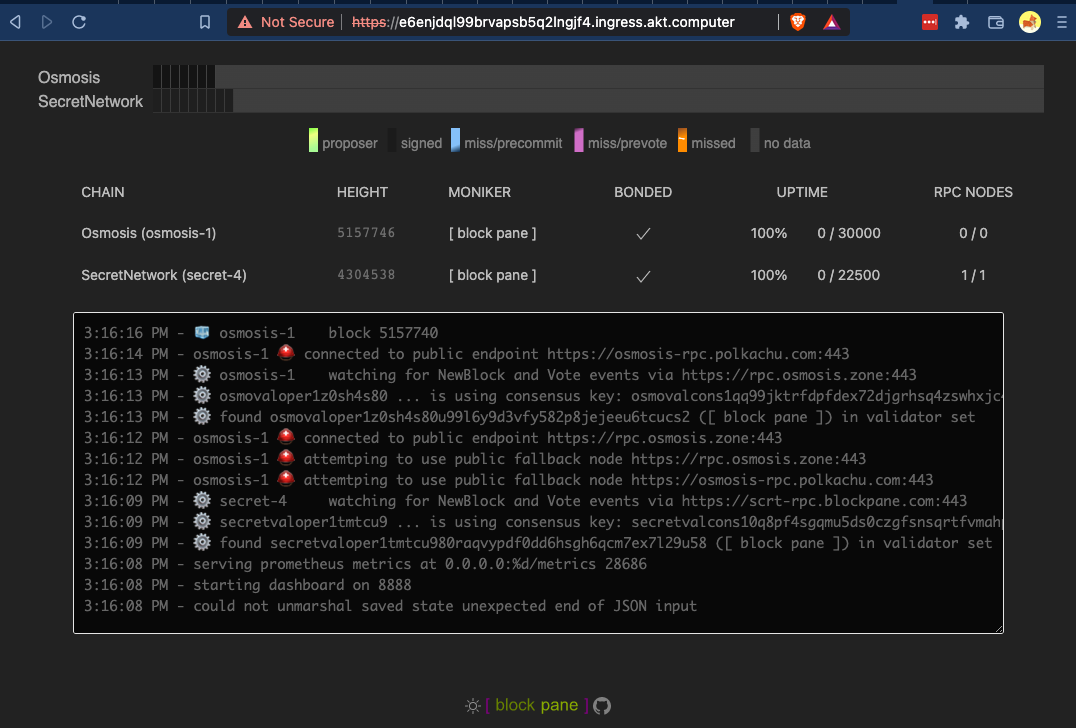 Not Secure https://e6enjdql99brvapsb5q2lngjf4.ingress.akt.computer
Osmosis
SecretNetwork
proposer signed miss/precommit miss/prevote missed no data
CHAIN HEIGHT MONIKER BONDED UPTIME RPC NODES
Osmosis (osmosis-1) 5157746 [ block pane ] ✓ 100% 0 / 30000 0 / 0
SecretNetwork (secret-4) 4304538 [ block pane ] ✓ 100% 0 / 22500 1 / 1
3:16:16 PM - 🧊 osmosis-1 block 5157740
3:16:14 PM - osmosis-1 🚨 connected to public endpoint https://osmosis-rpc.polkachu.com:443
3:16:13 PM - ⚙️ osmosis-1 watching for NewBlock and Vote events via https://rpc.osmosis.zone:443
3:16:13 PM - ⚙️ osmovaloper1z0sh4s80 ... is using consensus key: osmovalcons1qq99jktrfdpfdex72djgrhsq4zswhxjc4
3:16:13 PM - ⚙️ found osmovaloper1z0sh4s80u99l6y9d3vfy582p8jejeeu6tcucs2 ([ block pane ]) in validator set
3:16:12 PM - osmosis-1 🚨 connected to public endpoint https://rpc.osmosis.zone:443
3:16:12 PM - osmosis-1 🚨 attemtping to use public fallback node https://rpc.osmosis.zone:443
3:16:12 PM - osmosis-1 🚨 attemtping to use public fallback node https://osmosis-rpc.polkachu.com:443
3:16:09 PM - ⚙️ secret-4 watching for NewBlock and Vote events via https://scrt-rpc.blockpane.com:443
3:16:09 PM - ⚙️ secretvaloper1tmtcu9 ... is using consensus key: secretvalcons10q8pf4sgqmu5ds0czgfsnsqrtfvmahp
3:16:09 PM - ⚙️ found secretvaloper1tmtcu980raqvypdf0dd6hsgh6qcm7ex7l29u58 ([ block pane ]) in validator set
3:16:08 PM - serving prometheus metrics at 0.0.0.0:%d/metrics 28686
3:16:08 PM - starting dashboard on 8888
3:16:08 PM - could not unmarshal saved state unexpected end of JSON input
[ block pane ]